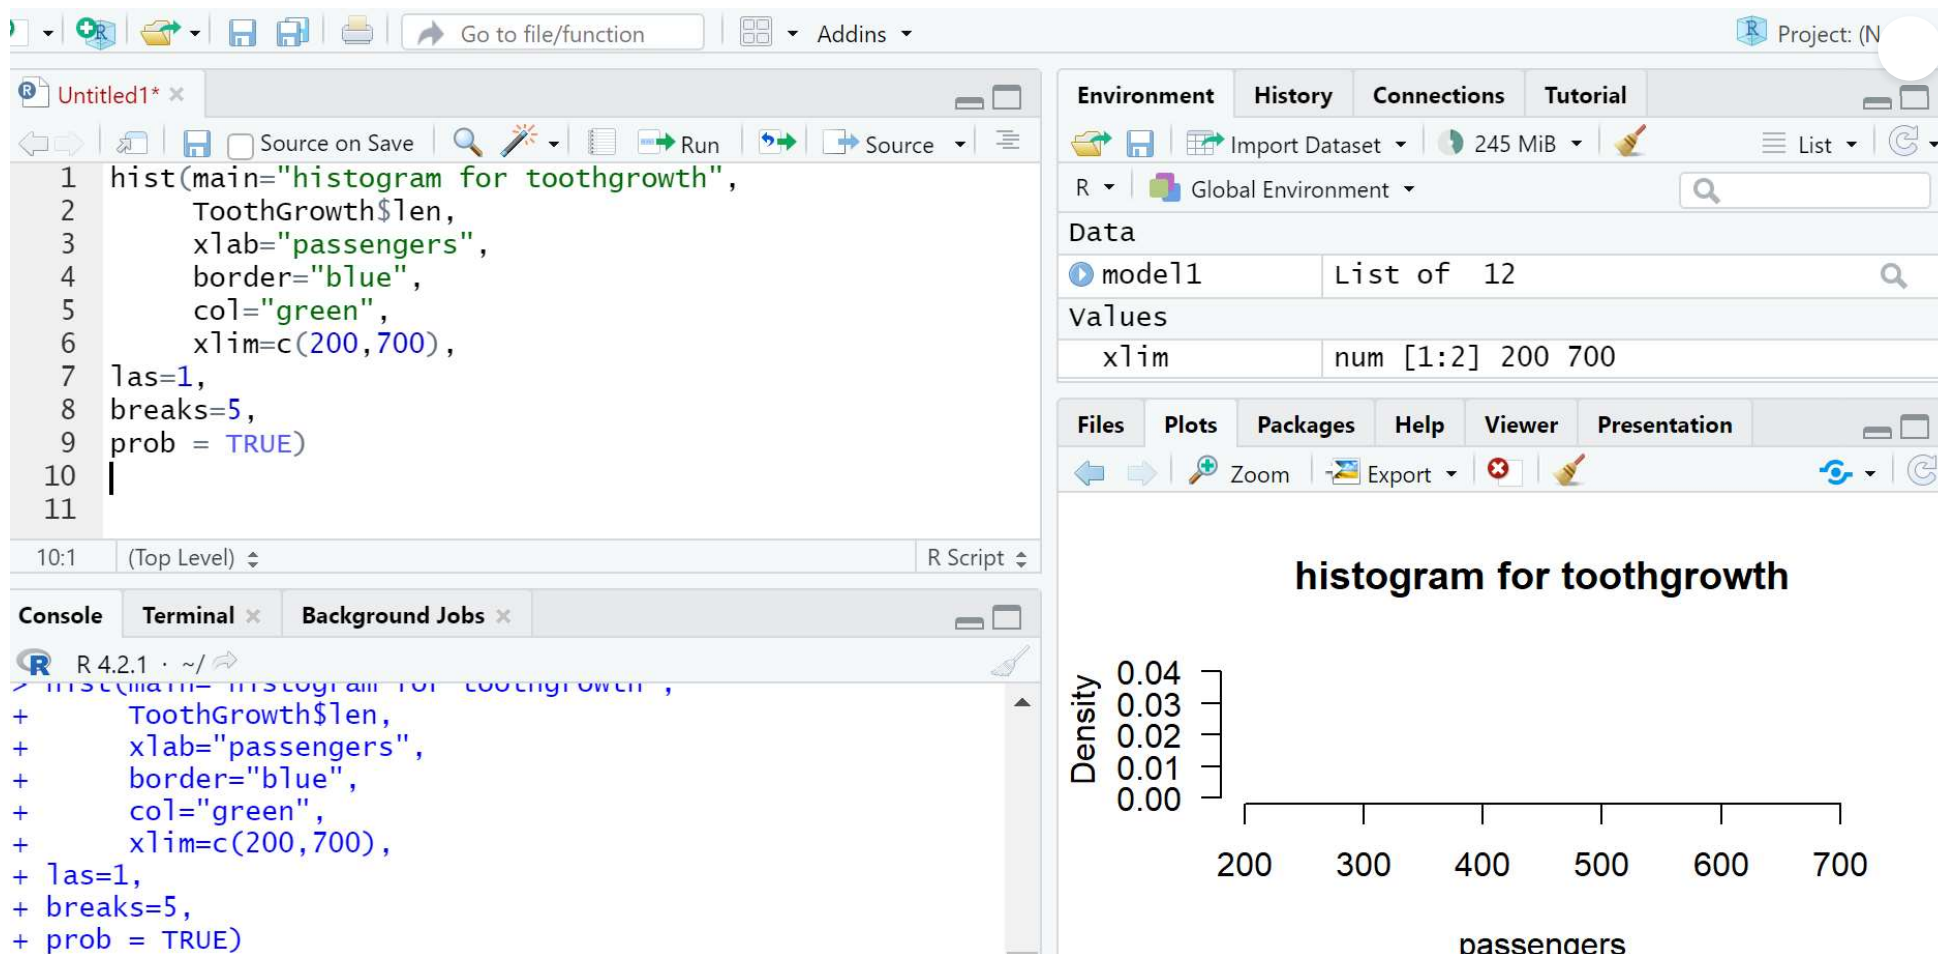 Go to file/function Addins Project: (N
Untitled1*
Source on Save Run Source
1 hist(main="histogram for toothgrowth",
2 ToothGrowth$len,
3 xlab="passengers",
4 border="blue",
5 col="green",
6 xlim=c(200,700),
7 las=1,
8 breaks=5,
9 prob = TRUE)
10
11
10:1 (Top Level) R Script
Console Terminal Background Jobs
R 4.2.1 · ~/
> hist(main="histogram for toothgrowth",
+ ToothGrowth$len,
+ xlab="passengers",
+ border="blue",
+ col="green",
+ xlim=c(200,700),
+ las=1,
+ breaks=5,
+ prob = TRUE)
Environment History Connections Tutorial
Import Dataset 245 MiB List
R Global Environment
Data
model1 List of 12
Values
xlim num [1:2] 200 700
Files Plots Packages Help Viewer Presentation
Zoom Export
histogram for toothgrowth
Density
0.04
0.03
0.02
0.01
0.00
200 300 400 500 600 700
passengers